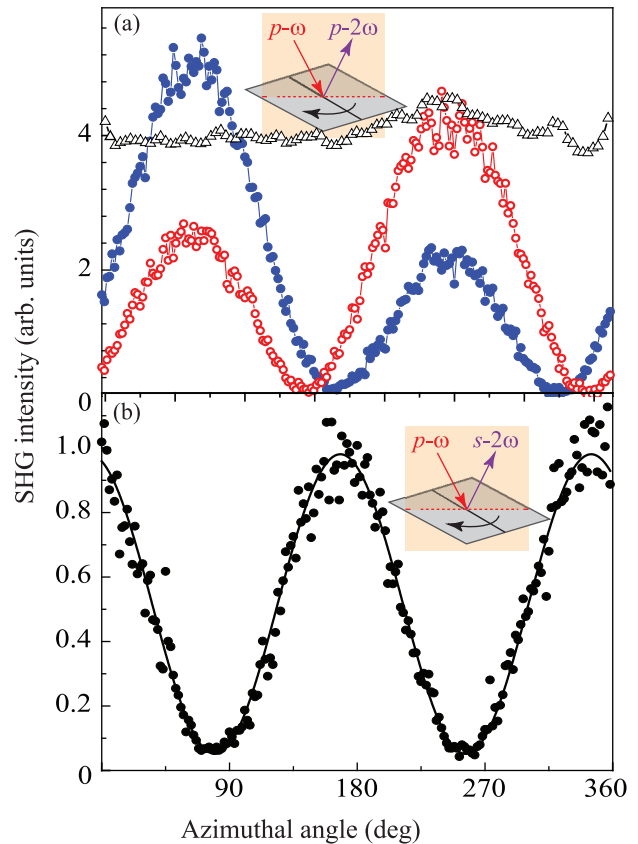 (a)
p-ω
p-2ω
4
2
0
SHG intensity (arb. units)
(b)
p-ω
s-2ω
1.0
0.8
0.6
0.4
0.2
0
90
180
270
360
Azimuthal angle (deg)